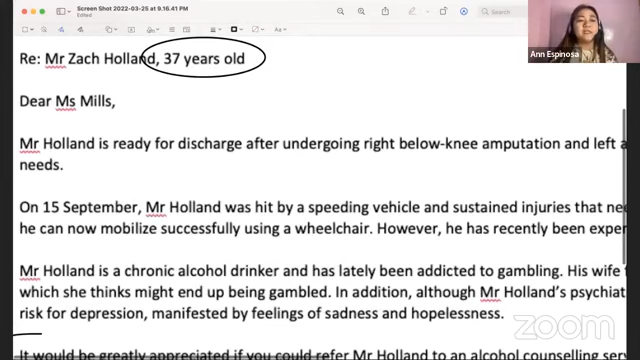 Screen Shot 2022-03-25 at 9.16.41 PM
Edited
Ann Espinosa
Re: Mr Zach Holland, 37 years old
Dear Ms Mills,
Mr Holland is ready for discharge after undergoing right below-knee amputation and left a
needs.
On 15 September, Mr Holland was hit by a speeding vehicle and sustained injuries that nee
he can now mobilize successfully using a wheelchair. However, he has recently been exper
Mr Holland is a chronic alcohol drinker and has lately been addicted to gambling. His wife
which she thinks might end up being gambled. In addition, although Mr Holland's psychiat
risk for depression, manifested by feelings of sadness and hopelessness.
It would be greatly appreciated if you could refer Mr Holland to an alcohol counselling ser
zoom